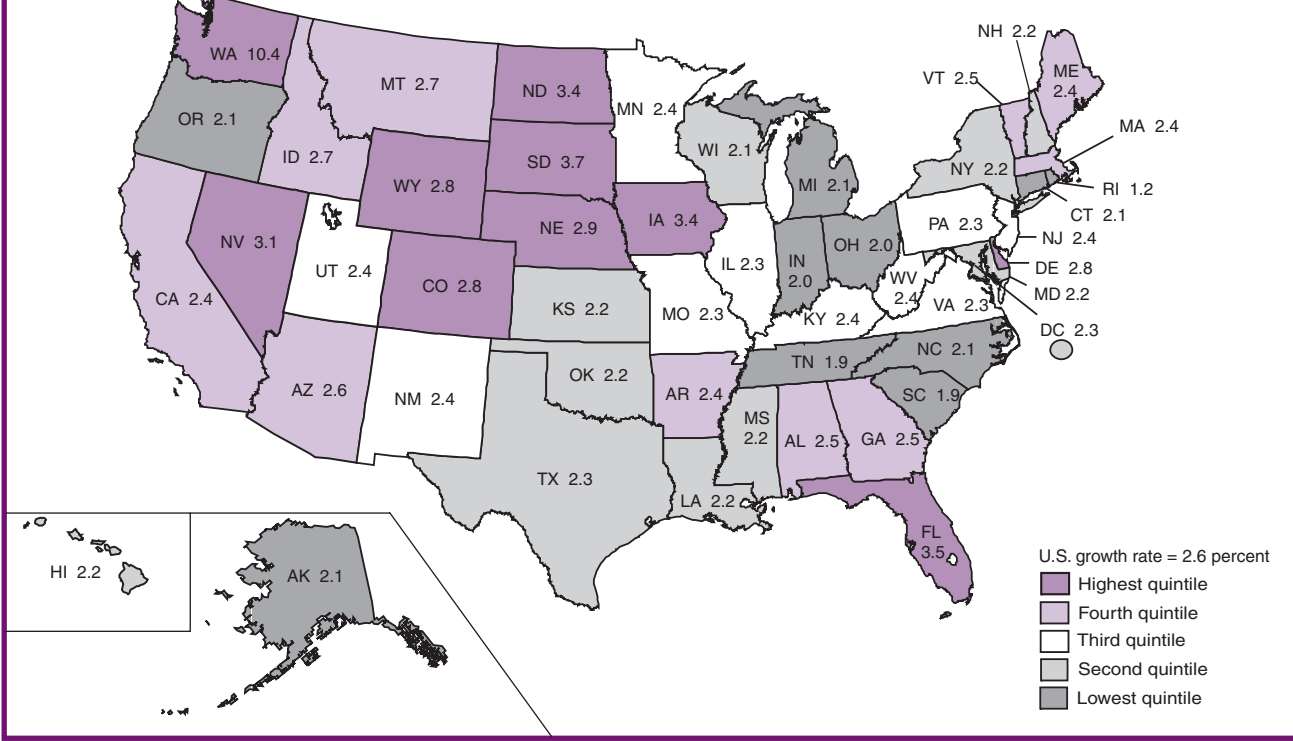 NH 2.2
WA 10.4
VT 2.5
ME
2.4
MT 2.7
ND 3.4
MN 2.4
OR 2.1
MA 2.4
WI 2.1
ID 2.7
SD 3.7
NY 2.2
WY 2.8
MI 2.1
RI 1.2
CT 2.1
NV 3.1
NE 2.9
IA 3.4
PA 2.3
NJ 2.4
OH 2.0
UT 2.4
IL 2.3
IN
2.0
DE 2.8
WV
2.4
CO 2.8
MD 2.2
CA 2.4
VA 2.3
KS 2.2
MO 2.3
KY 2.4
DC 2.3
NC 2.1
TN 1.9
OK 2.2
AZ 2.6
AR 2.4
SC 1.9
NM 2.4
MS
2.2
AL 2.5
GA 2.5
TX 2.3
LA 2.2
FL
3.5
HI 2.2
AK 2.1
U.S. growth rate = 2.6 percent
Highest quintile
Fourth quintile
Third quintile
Second quintile
Lowest quintile